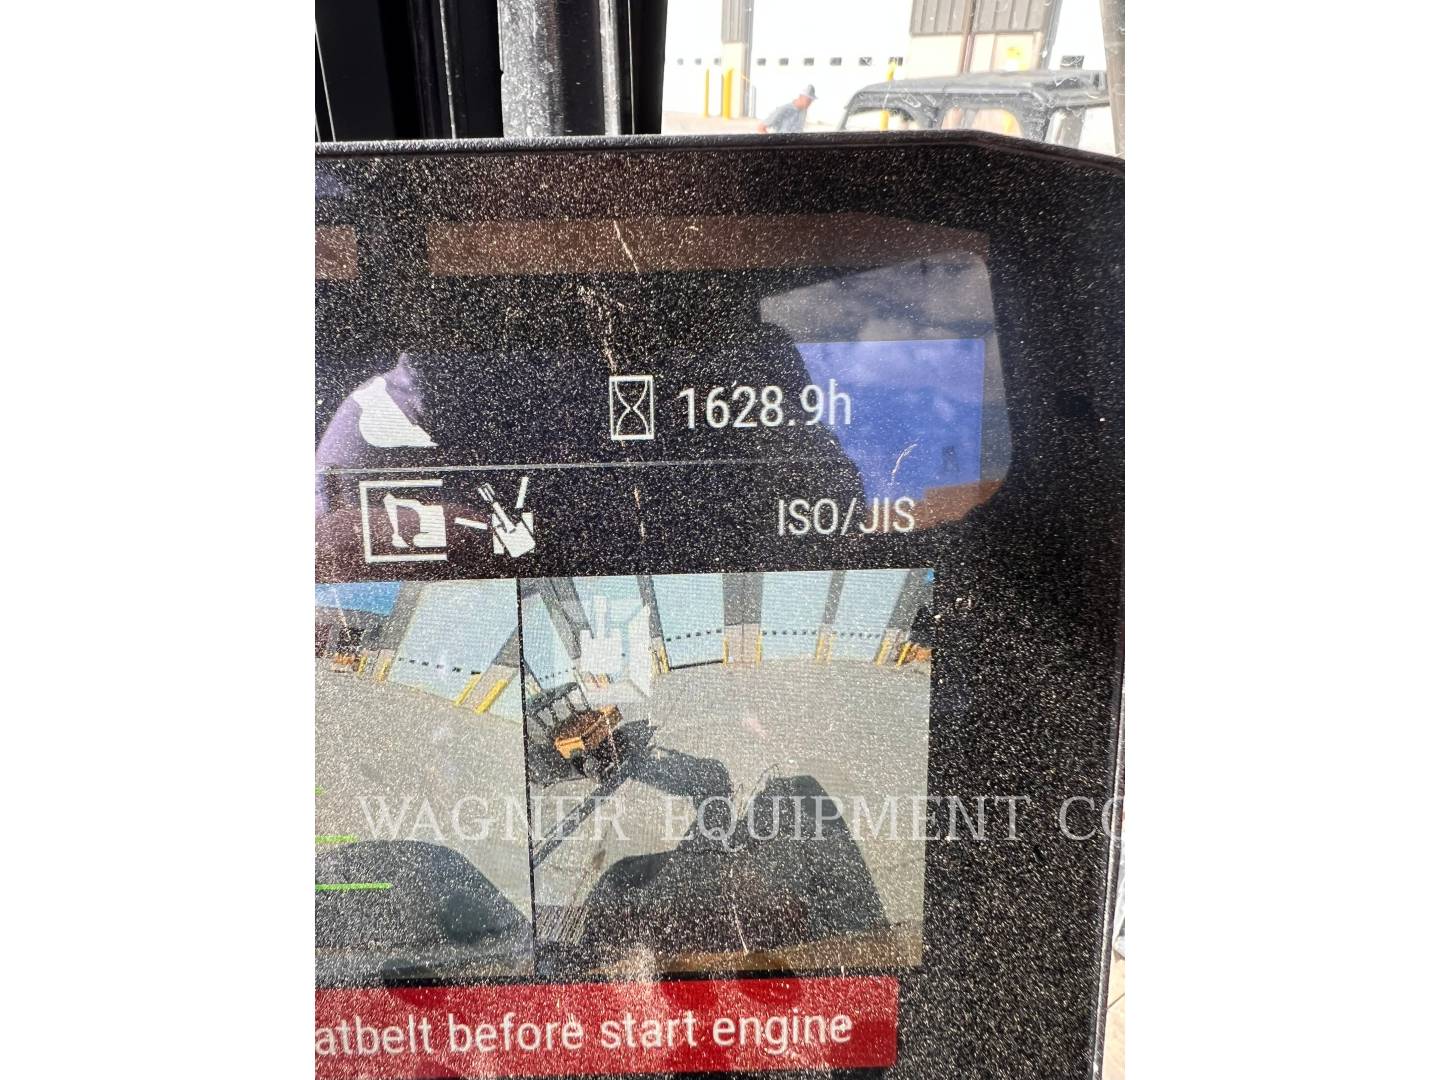 1628.9h
ISO/JIS
WAGNER EQUIPMENT CO
atbelt before start engine